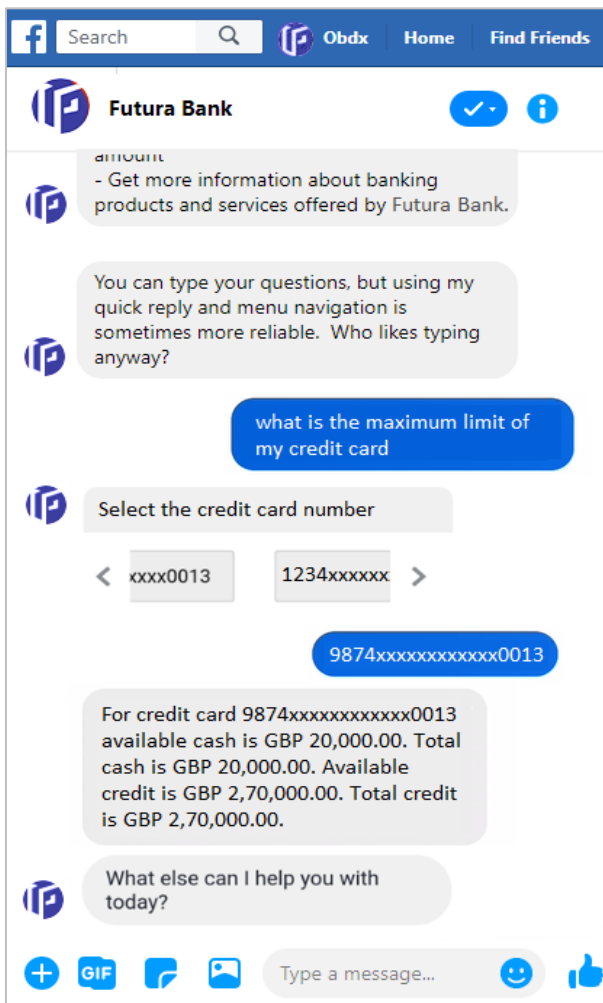 f Search Obdx Home Find Friends
Futura Bank
amount
- Get more information about banking
products and services offered by Futura Bank.
You can type your questions, but using my
quick reply and menu navigation is
sometimes more reliable.  Who likes typing
anyway?
what is the maximum limit of
my credit card
Select the credit card number
xxxx0013 1234xxxxxx
9874xxxxxxxxxxxx0013
For credit card 9874xxxxxxxxxxxx0013
available cash is GBP 20,000.00. Total
cash is GBP 20,000.00. Available
credit is GBP 2,70,000.00. Total credit
is GBP 2,70,000.00.
What else can I help you with
today?
GIF Type a message...